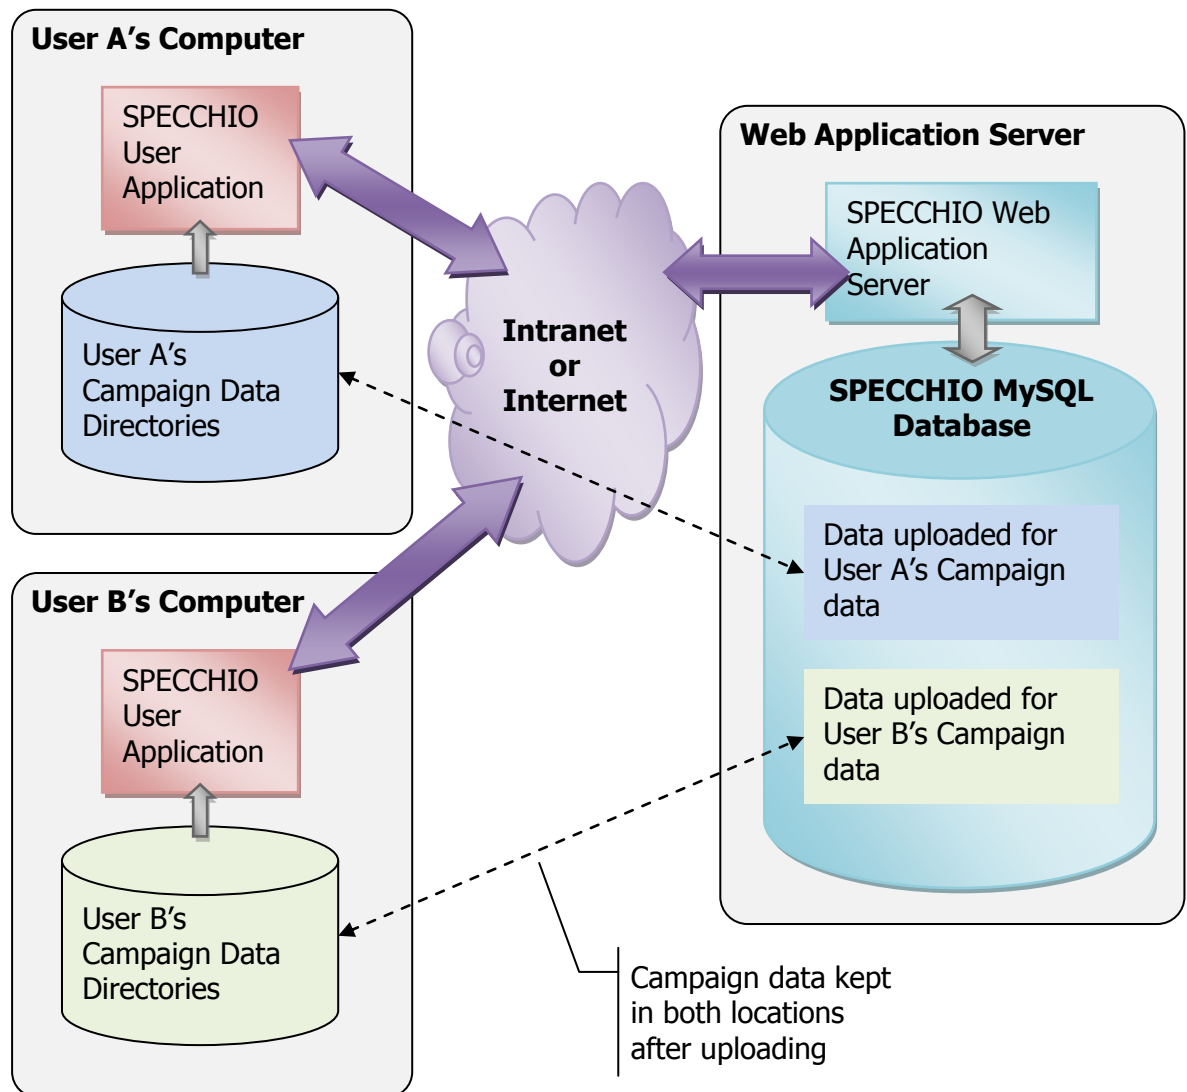 User A’s Computer
SPECCHIO
User
Application
User A’s
Campaign Data
Directories
User B’s Computer
SPECCHIO
User
Application
User B’s
Campaign Data
Directories
Intranet
or
Internet
Web Application Server
SPECCHIO Web
Application
Server
SPECCHIO MySQL
Database
Data uploaded for
User A’s Campaign
data
Data uploaded for
User B’s Campaign
data
Campaign data kept
in both locations
after uploading